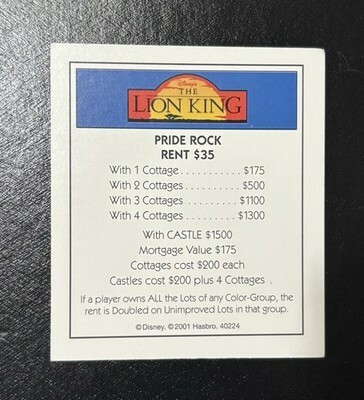 Disney's
THE
LION KING
PRIDE ROCK
RENT $35
With 1 Cottage . . . . . . . . . . . $175
With 2 Cottages . . . . . . . . . $500
With 3 Cottages . . . . . . . . . $1100
With 4 Cottages . . . . . . . . . $1300
With CASTLE $1500
Mortgage Value $175
Cottages cost $200 each
Castles cost $200 plus 4 Cottages
If a player owns ALL the Lots of any Color-Group, the
rent is Doubled on Unimproved Lots in that group.
© Disney. © 2001 Hasbro. 40224